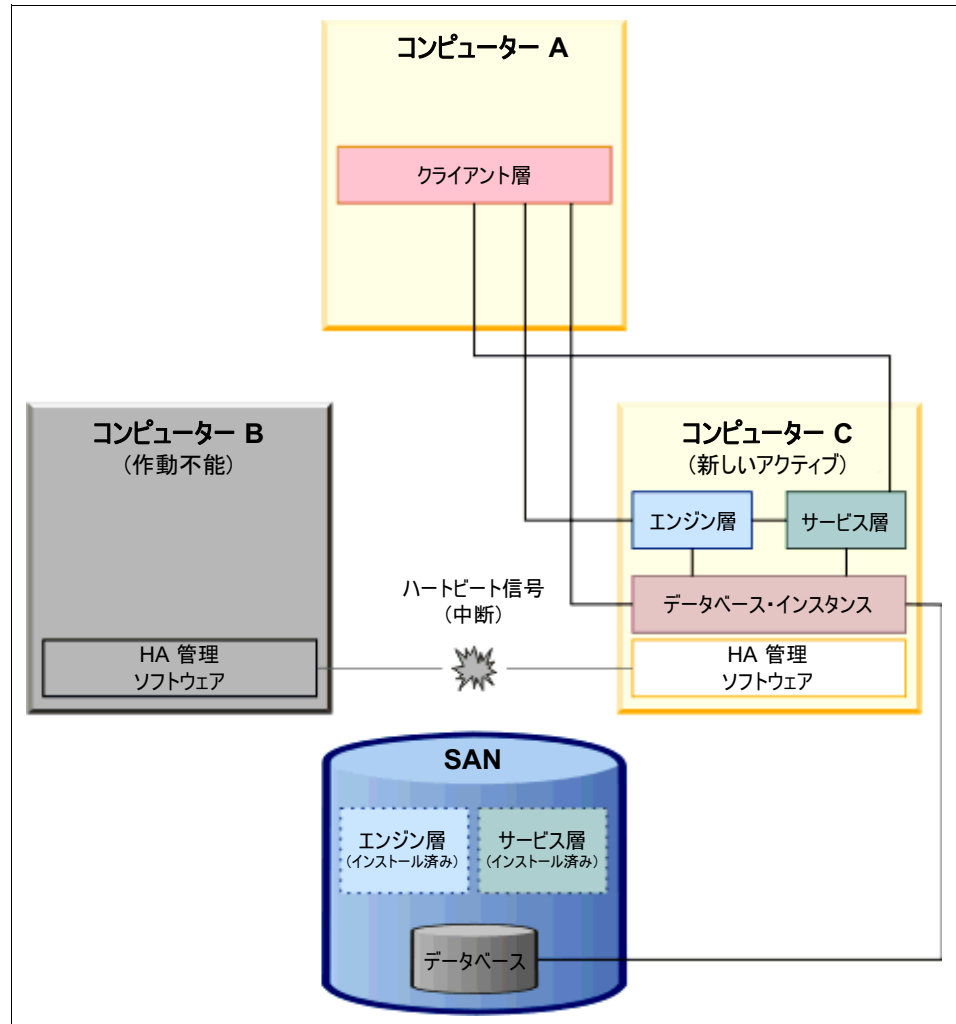 コンピューター A
クライアント層
コンピューター B
(作動不能)
コンピューター C
(新しいアクティブ)
エンジン層
サービス層
ハートビート信号
(中断)
データベース・インスタンス
HA 管理
ソフトウェア
HA 管理
ソフトウェア
SAN
エンジン層
(インストール済み)
サービス層
(インストール済み)
データベース